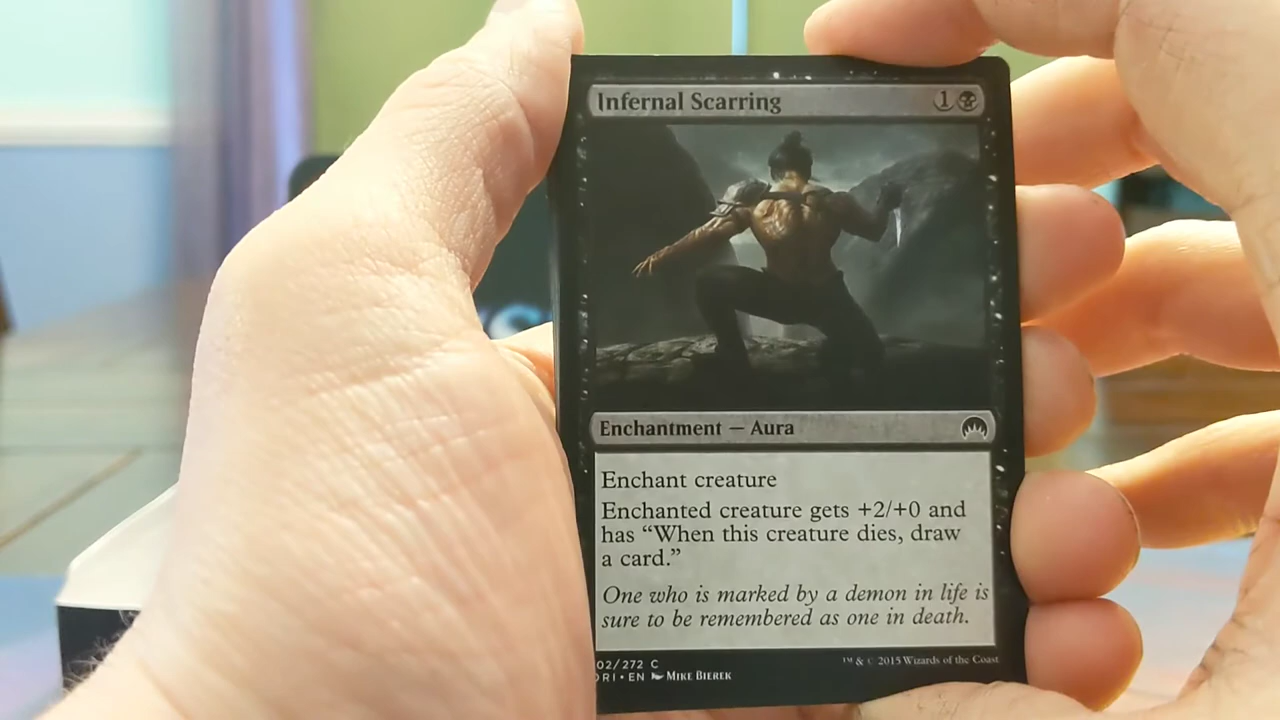 Infernal Scarring 1
Enchantment — Aura
Enchant creature
Enchanted creature gets +2/+0 and
has “When this creature dies, draw
a card.”
One who is marked by a demon in life is
sure to be remembered as one in death.
02/272 C
™ & © 2015 Wizards of the Coast
ORI • EN MIKE BIEREK